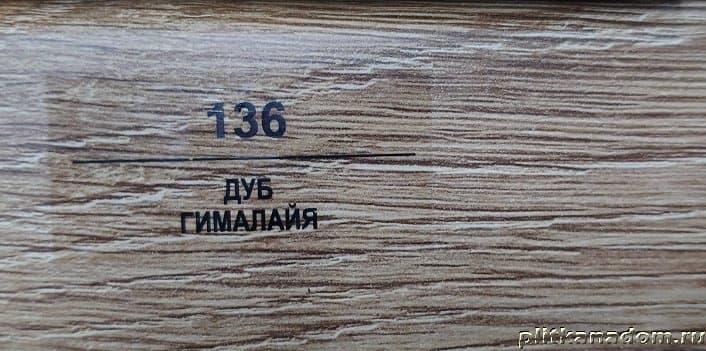 136
ДУБ
ГИМАЛАЙЯ
plitkanadom.ru